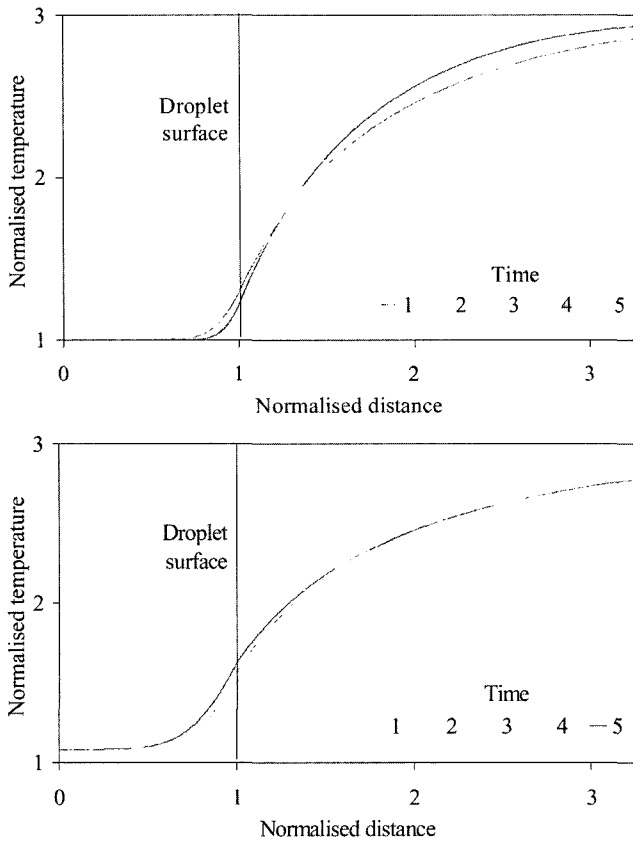 3
Normalised temperature
Droplet
surface
2
Time
1 2 3 4 5
1
0 1 2 3
Normalised distance
3
Normalised temperature
Droplet
surface
2
Time
1 2 3 4 5
1
0 1 2 3
Normalised distance